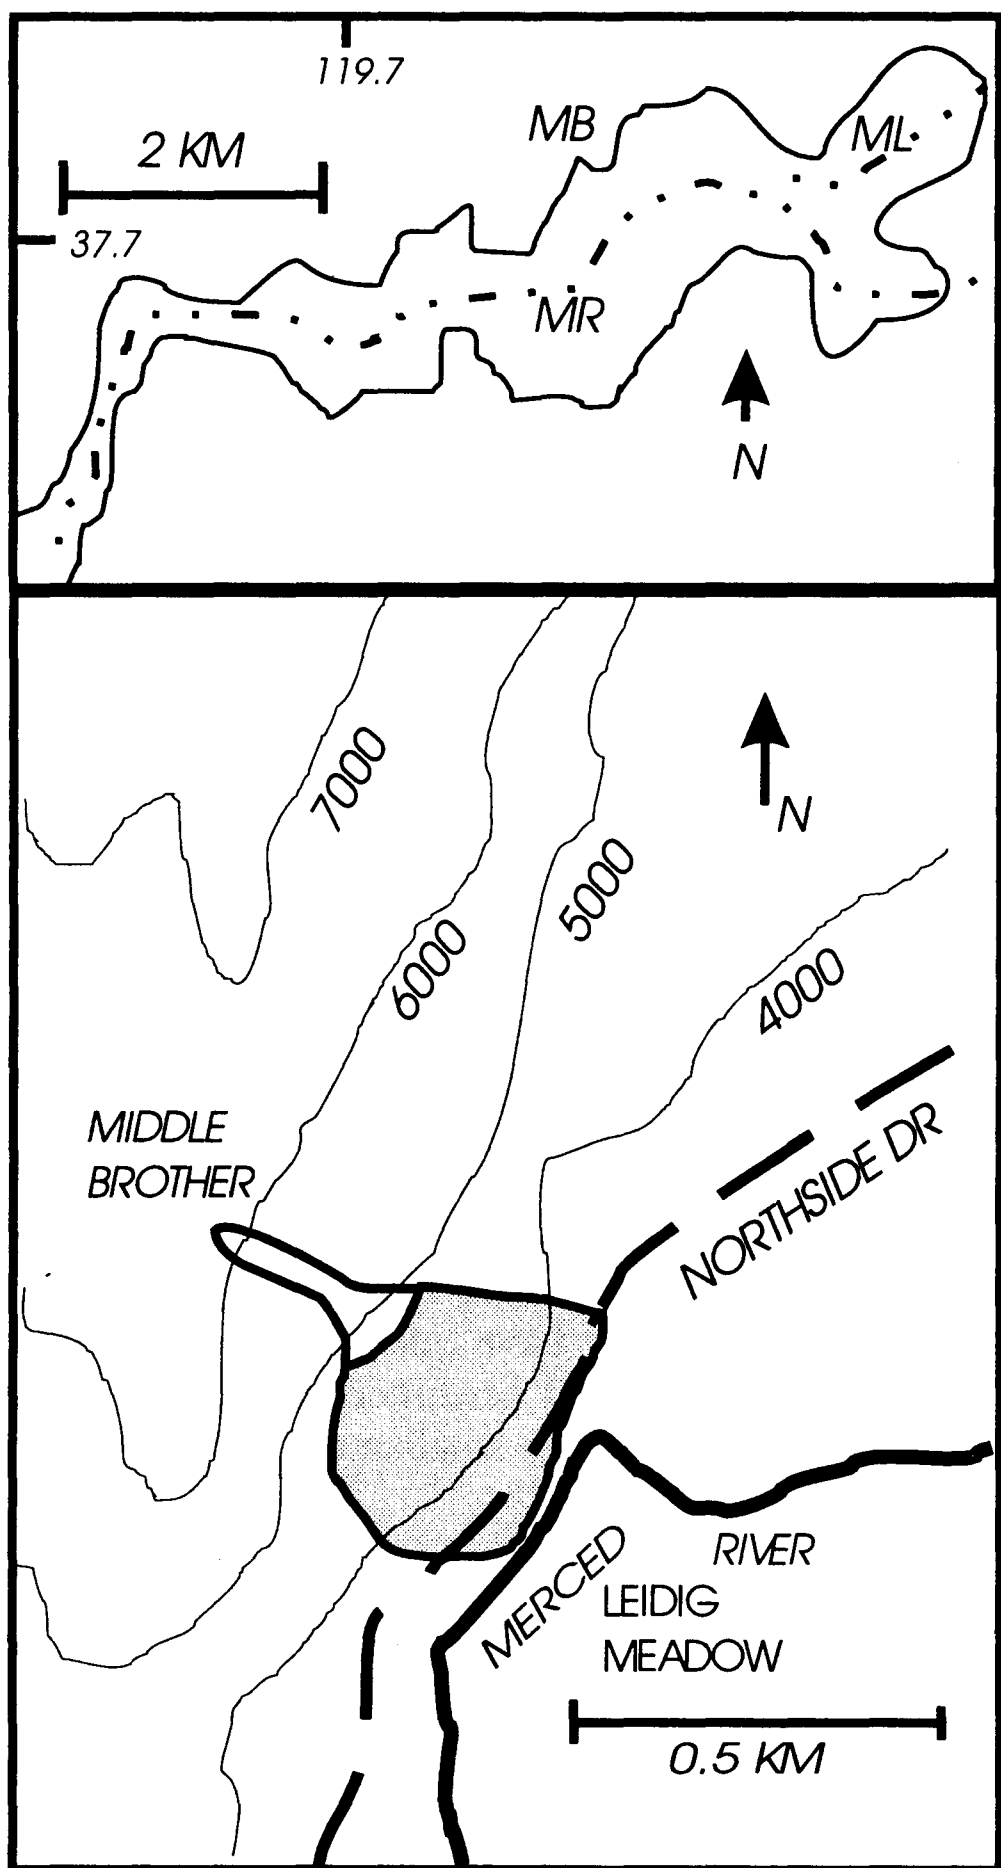 119.7
2 KM
MB
ML
37.7
MR
N
7000
N
5000
6000
4000
MIDDLE
BROTHER
NORTHSIDE DR
MERCED
RIVER
LEIDIG
MEADOW
0.5 KM